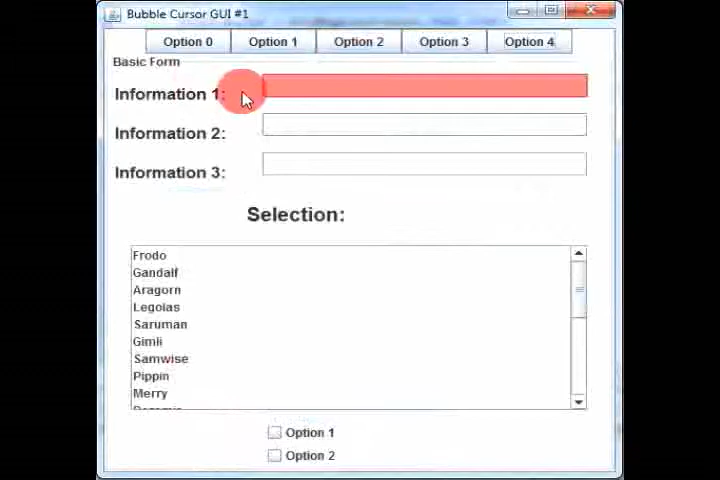 Bubble Cursor GUI #1
Option 0 Option 1 Option 2 Option 3 Option 4
Basic Form
Information 1:
Information 2:
Information 3:
Selection:
Frodo
Gandalf
Aragorn
Legolas
Saruman
Gimli
Samwise
Pippin
Merry
Option 1
Option 2